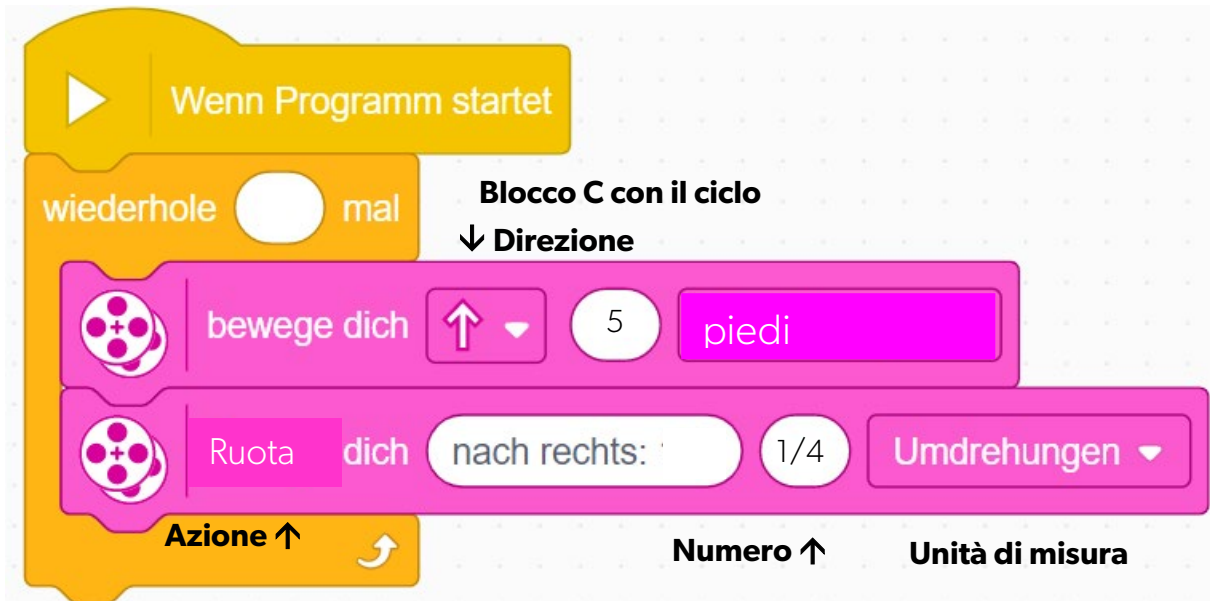 Wenn Programm startet
wiederhole mal
Blocco C con il ciclo
↓ Direzione
bewege dich ↑ 5 piedi
Ruota dich nach rechts: 1/4 Umdrehungen
Azione ↑
Numero ↑
Unità di misura